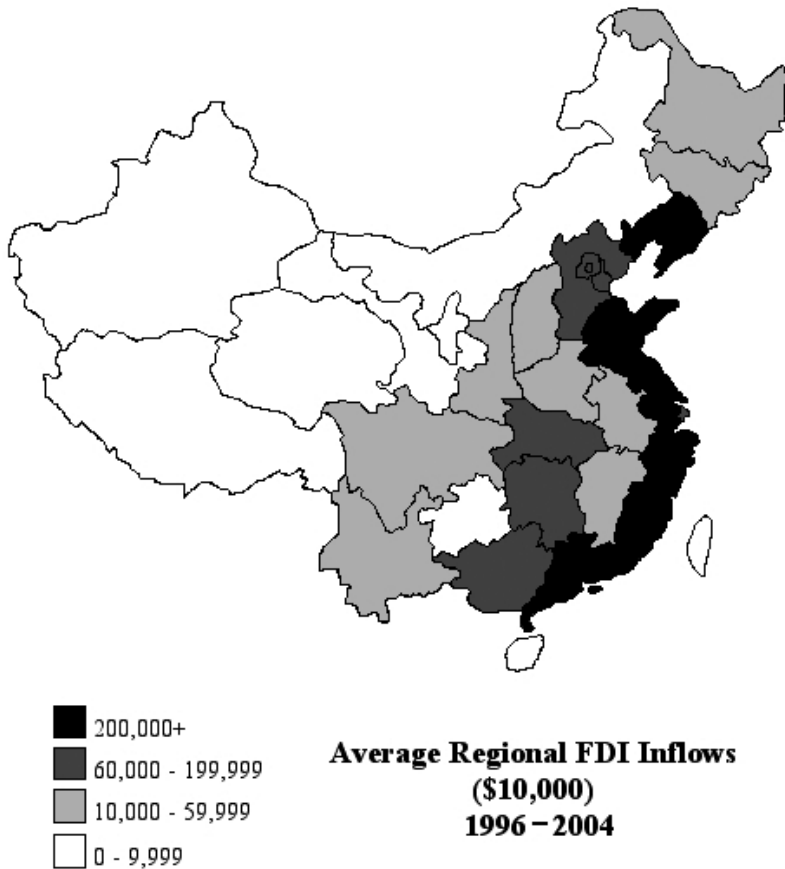 200,000+
60,000 - 199,999
10,000 - 59,999
0 - 9,999
Average Regional FDI Inflows
($10,000)
1996-2004